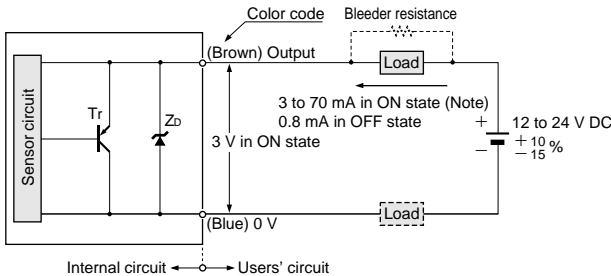 Color code
Bleeder resistance
(Brown) Output
Load
Sensor circuit
Tr
ZD
3 V in ON state
3 to 70 mA in ON state (Note)
0.8 mA in OFF state
+
−
12 to 24 V DC
+ 10
− 15 %
Load
(Blue) 0 V
Internal circuit
Users' circuit